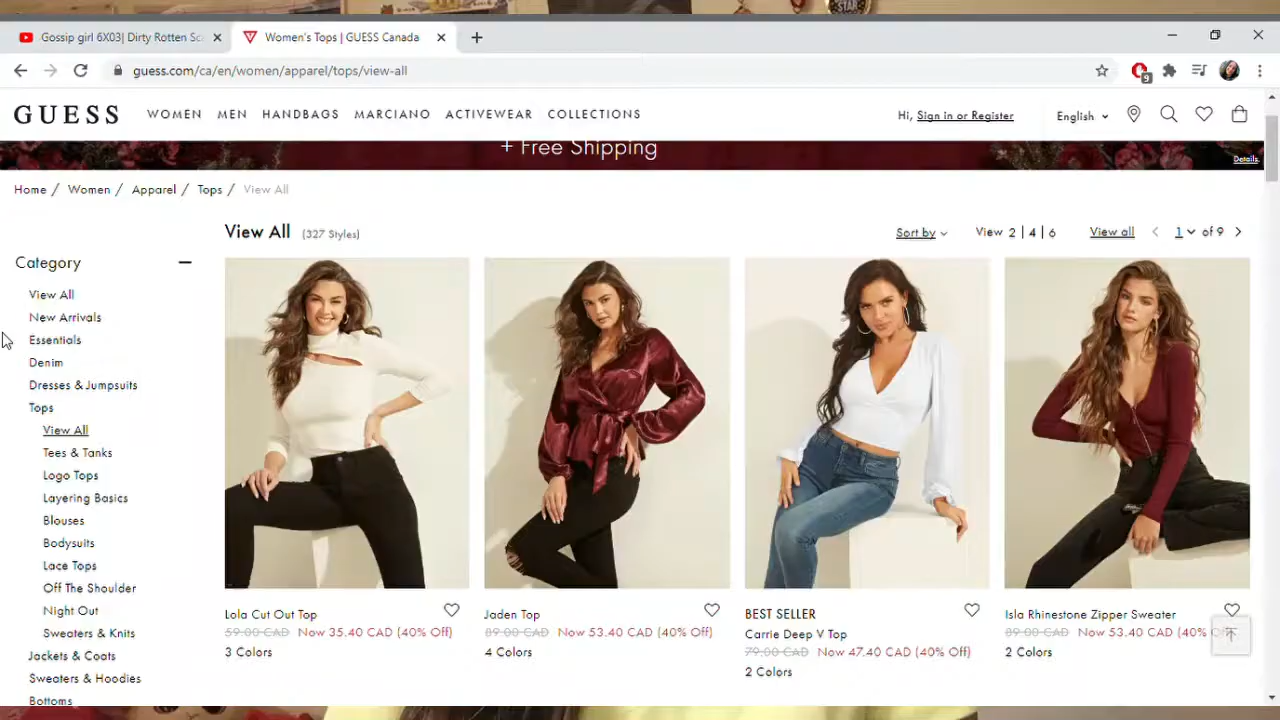 STAR
Gossip girl 6X03| Dirty Rotten Sc
Women's Tops | GUESS Canada
guess.com/ca/en/women/apparel/tops/view-all
9
GUESS
WOMEN MEN HANDBAGS MARCIANO ACTIVEWEAR COLLECTIONS
Hi, Sign in or Register
English
+ Free Shipping
Details.
Home / Women / Apparel / Tops / View All
View All (327 Styles)
Sort by
View 2 | 4 | 6
View all
1 of 9
Category
View All
New Arrivals
Essentials
Denim
Dresses & Jumpsuits
Tops
View All
Tees & Tanks
Logo Tops
Layering Basics
Blouses
Bodysuits
Lace Tops
Off The Shoulder
Night Out
Sweaters & Knits
Jackets & Coats
Sweaters & Hoodies
Bottoms
Lola Cut Out Top
59.00 CAD Now 35.40 CAD (40% Off)
3 Colors
Jaden Top
89.00 CAD Now 53.40 CAD (40% Off)
4 Colors
BEST SELLER
Carrie Deep V Top
79.00 CAD Now 47.40 CAD (40% Off)
2 Colors
Isla Rhinestone Zipper Sweater
89.00 CAD Now 53.40 CAD (40%
2 Colors